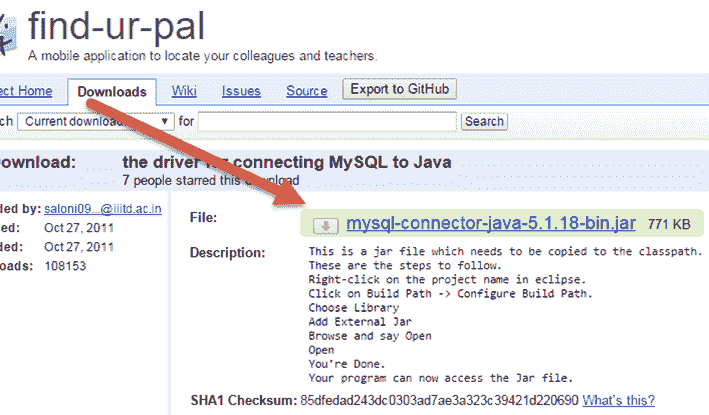 find-ur-pal
A mobile application to locate your colleagues and teachers.
ect Home Downloads Wiki Issues Source Export to GitHub
ch Current downloads for Search
ownload: the driver for connecting MySQL to Java
7 people starred this download
ded by: saloni09...@iiitd.ac.in
sed: Oct 27, 2011
ded: Oct 27, 2011
loads: 108153
File: mysql-connector-java-5.1.18-bin.jar 771 KB
Description: This is a jar file which needs to be copied to the classpath.
These are the steps to follow.
Right-click on the project name in eclipse.
Click on Build Path -> Configure Build Path.
Choose Library
Add External Jar
Browse and say Open
Open
You're Done.
Your program can now access the Jar file.
SHA1 Checksum: 85dfedad243dc0303ad7ae3a323c39421d220690 What's this?